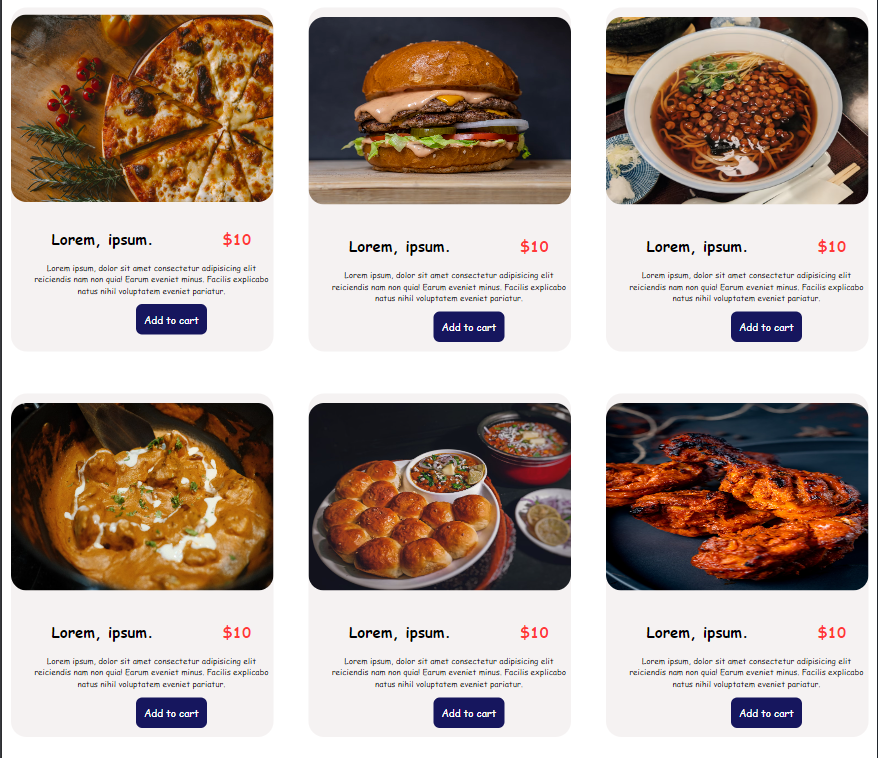 Lorem, ipsum. $10
Lorem ipsum, dolor sit amet consectetur adipisicing elit
reiciendis nam non quia! Earum eveniet minus. Facilis explicabo
natus nihil voluptatem eveniet pariatur.
Add to cart
Lorem, ipsum. $10
Lorem ipsum, dolor sit amet consectetur adipisicing elit
reiciendis nam non quia! Earum eveniet minus. Facilis explicabo
natus nihil voluptatem eveniet pariatur.
Add to cart
Lorem, ipsum. $10
Lorem ipsum, dolor sit amet consectetur adipisicing elit
reiciendis nam non quia! Earum eveniet minus. Facilis explicabo
natus nihil voluptatem eveniet pariatur.
Add to cart
Lorem, ipsum. $10
Lorem ipsum, dolor sit amet consectetur adipisicing elit
reiciendis nam non quia! Earum eveniet minus. Facilis explicabo
natus nihil voluptatem eveniet pariatur.
Add to cart
Lorem, ipsum. $10
Lorem ipsum, dolor sit amet consectetur adipisicing elit
reiciendis nam non quia! Earum eveniet minus. Facilis explicabo
natus nihil voluptatem eveniet pariatur.
Add to cart
Lorem, ipsum. $10
Lorem ipsum, dolor sit amet consectetur adipisicing elit
reiciendis nam non quia! Earum eveniet minus. Facilis explicabo
natus nihil voluptatem eveniet pariatur.
Add to cart